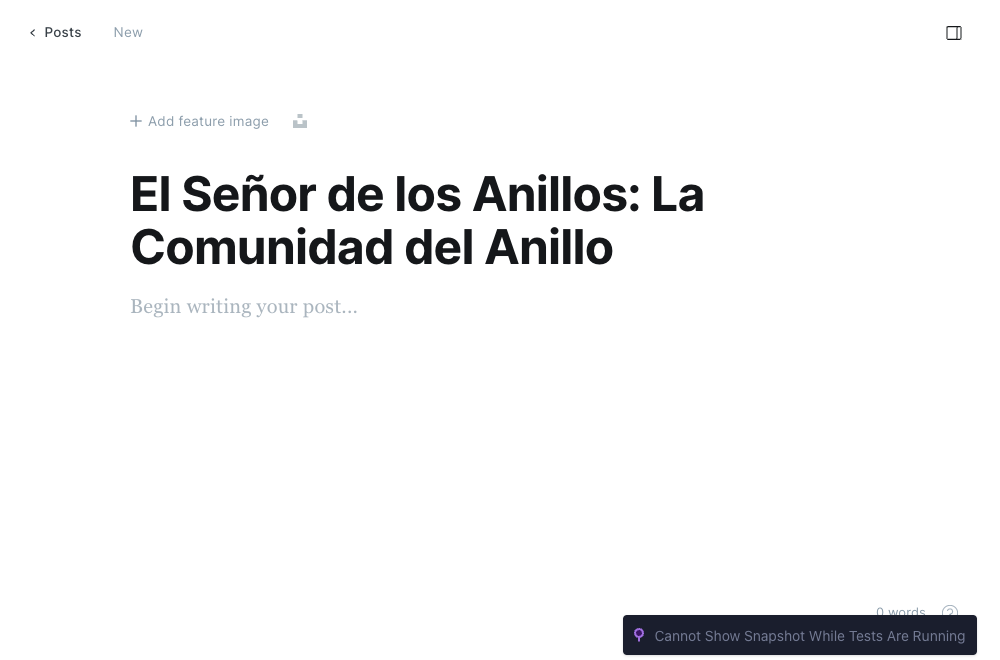 Posts New
Add feature image
El Señor de los Anillos: La
Comunidad del Anillo
Begin writing your post...
0 words ?
Cannot Show Snapshot While Tests Are Running